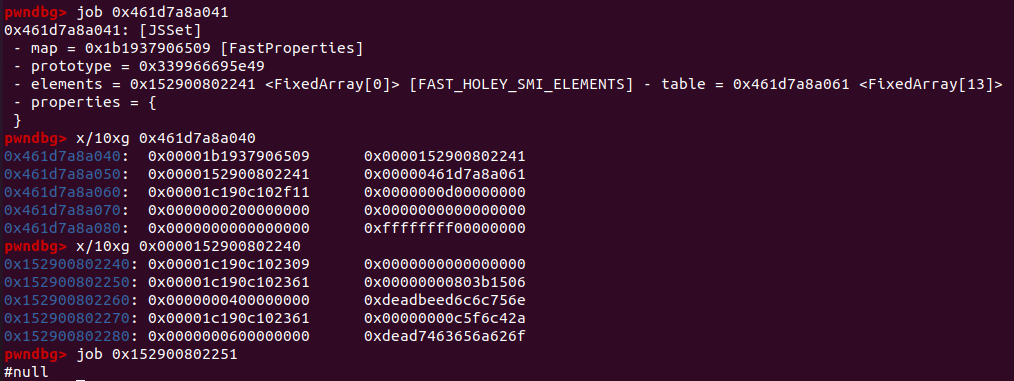 pwndbg> job 0x461d7a8a041
0x461d7a8a041: [JSSet]
 - map = 0x1b1937906509 [FastProperties]
 - prototype = 0x339966695e49
 - elements = 0x152900802241 <FixedArray[0]> [FAST_HOLEY_SMI_ELEMENTS] - table = 0x461d7a8a061 <FixedArray[13]>
 - properties = {
 }
pwndbg> x/10xg 0x461d7a8a040
0x461d7a8a040: 0x00001b1937906509 0x0000152900802241
0x461d7a8a050: 0x0000152900802241 0x00000461d7a8a061
0x461d7a8a060: 0x00001c190c102f11 0x0000000d00000000
0x461d7a8a070: 0x0000000200000000 0x0000000000000000
0x461d7a8a080: 0x0000000000000000 0xffffffff00000000
pwndbg> x/10xg 0x0000152900802240
0x152900802240: 0x00001c190c102309 0x0000000000000000
0x152900802250: 0x00001c190c102361 0x00000000803b1506
0x152900802260: 0x0000000400000000 0xdeadbeed6c6c756e
0x152900802270: 0x00001c190c102361 0x00000000c5f6c42a
0x152900802280: 0x0000000600000000 0xdead7463656a626f
pwndbg> job 0x152900802251
#null